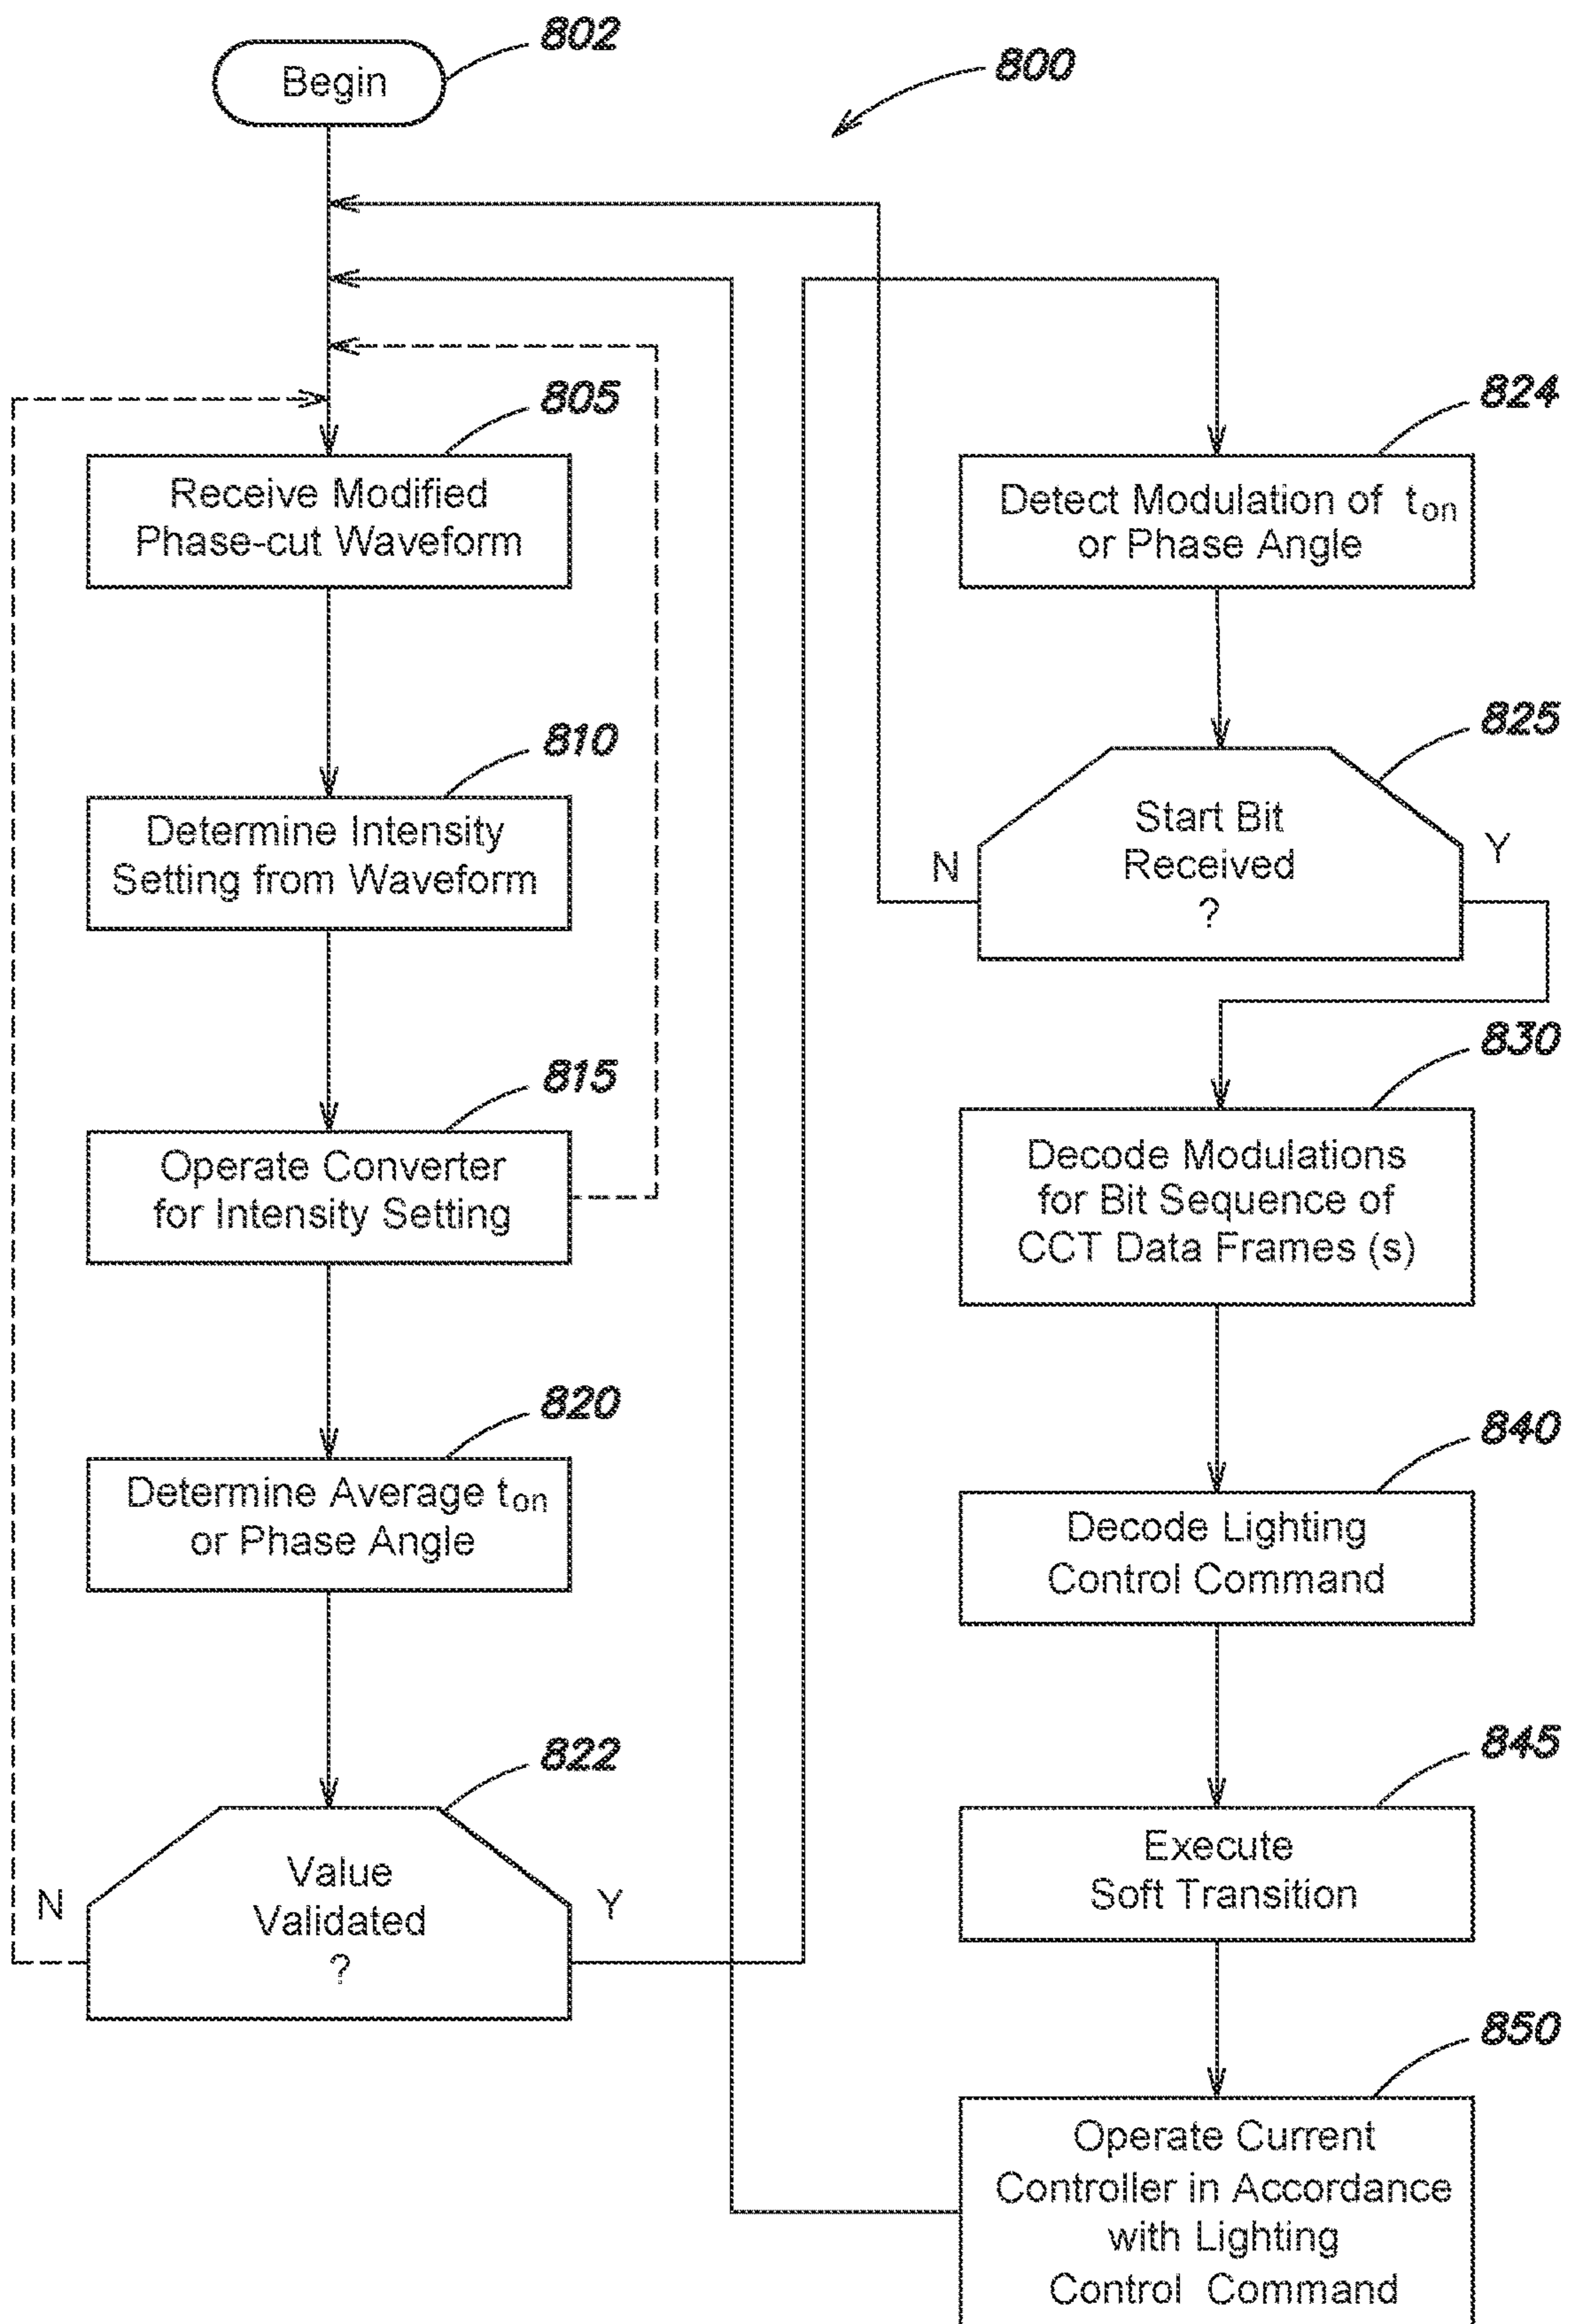 802
Begin
800
805
Receive Modified
Phase-cut Waveform
810
Determine Intensity
Setting from Waveform
815
Operate Converter
for Intensity Setting
820
Determine Average ton
or Phase Angle
822
Value
Validated
?
N
Y
824
Detect Modulation of ton
or Phase Angle
825
Start Bit
Received
?
N
Y
830
Decode Modulations
for Bit Sequence of
CCT Data Frames (s)
840
Decode Lighting
Control Command
845
Execute
Soft Transition
850
Operate Current
Controller in Accordance
with Lighting
Control Command